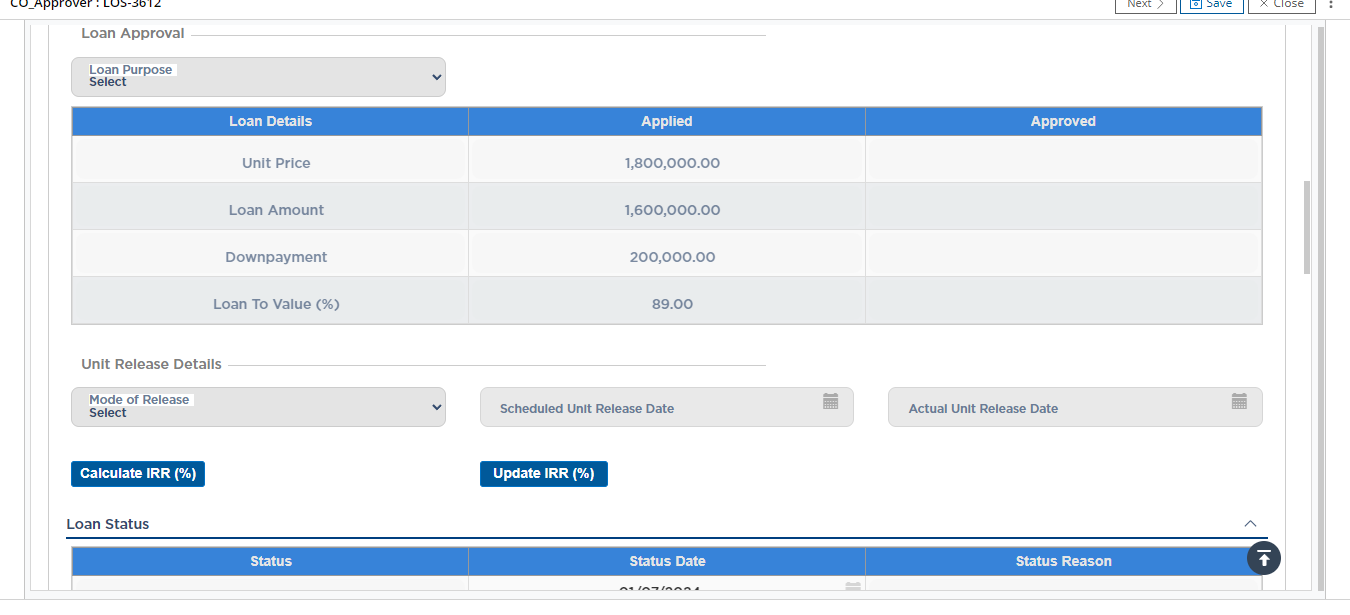 CO_Approver : LOS-3612
Next
Save
Close
Loan Approval
Loan Purpose
Select
Loan Details Applied Approved
Unit Price 1,800,000.00
Loan Amount 1,600,000.00
Downpayment 200,000.00
Loan To Value (%) 89.00
Unit Release Details
Mode of Release
Select
Scheduled Unit Release Date
Actual Unit Release Date
Calculate IRR (%)
Update IRR (%)
Loan Status
Status Status Date Status Reason
01/07/2024